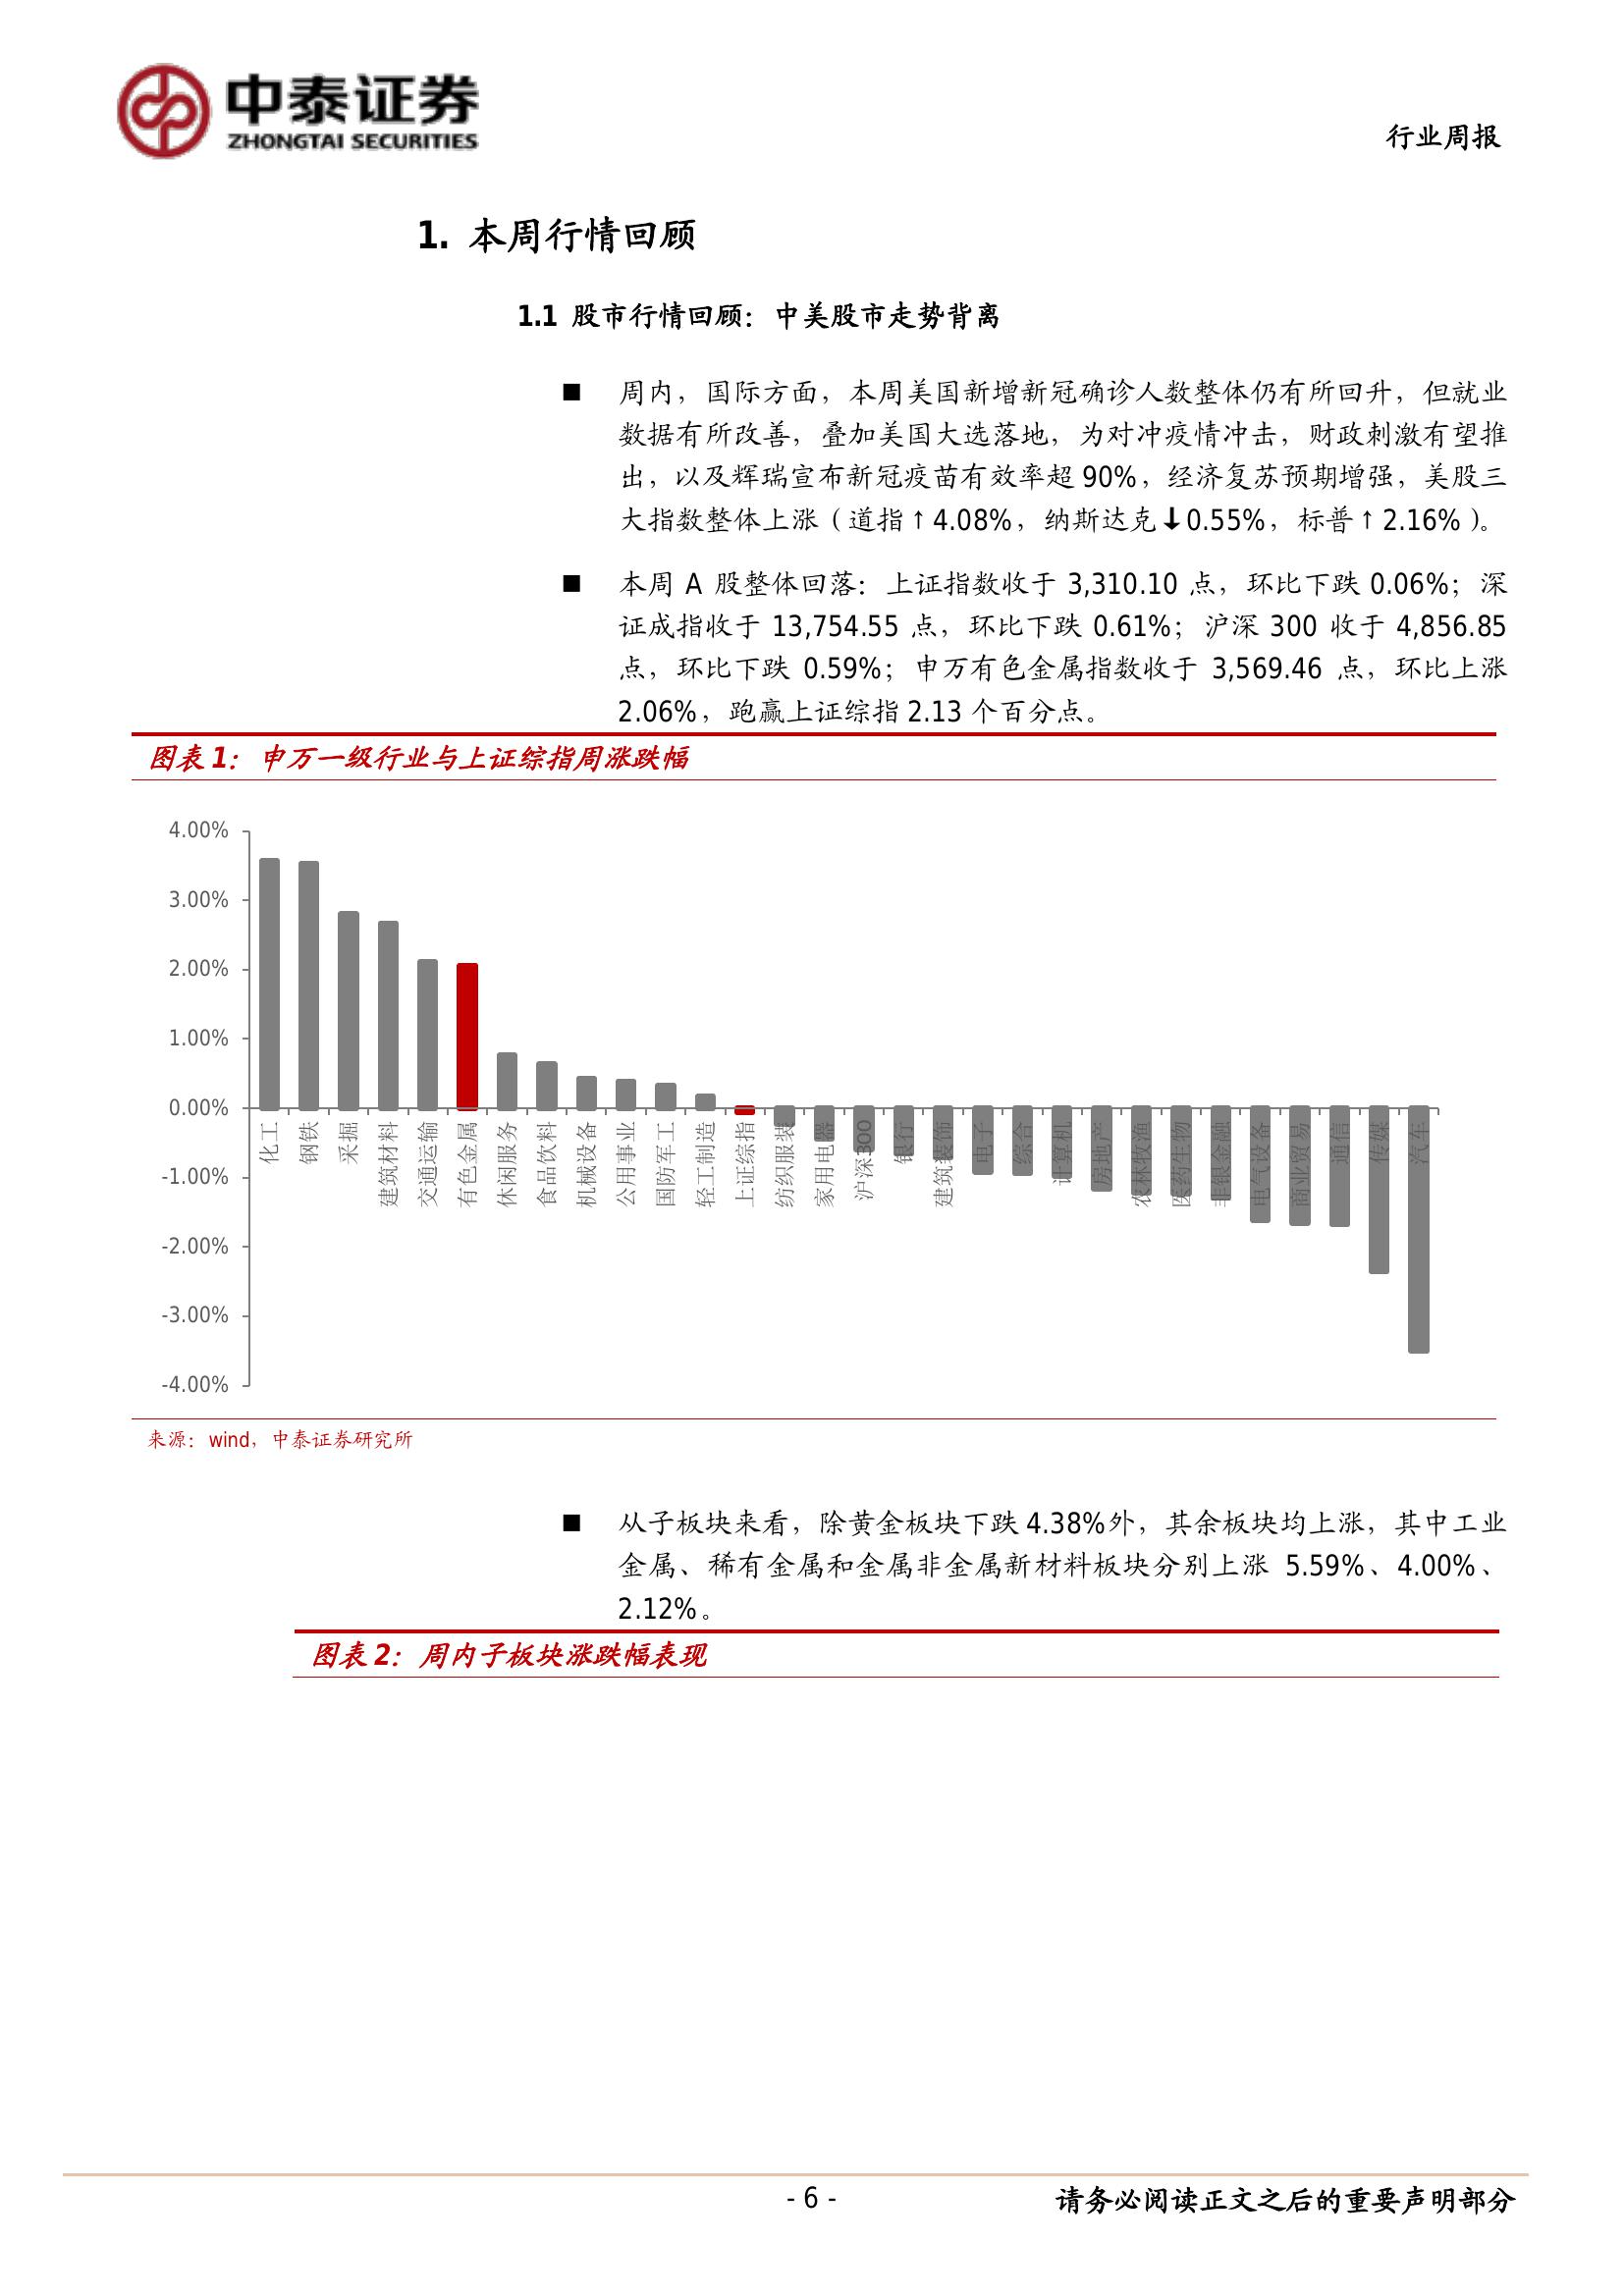 中泰证券
ZHONGTAI SECURITIES
行业周报
1. 本周行情回顾
1.1 股市行情回顾：中美股市走势背离
■ 周内，国际方面，本周美国新增新冠确诊人数整体仍有所回升，但就业
数据有所改善，叠加美国大选落地，为对冲疫情冲击，财政刺激有望推
出，以及辉瑞宣布新冠疫苗有效率超 90%，经济复苏预期增强，美股三
大指数整体上涨（道指↑4.08%，纳斯达克↓0.55%，标普↑2.16%）。
■ 本周 A 股整体回落：上证指数收于 3,310.10 点，环比下跌 0.06%；深
证成指收于 13,754.55 点，环比下跌 0.61%；沪深 300 收于 4,856.85
点，环比下跌 0.59%；申万有色金属指数收于 3,569.46 点，环比上涨
2.06%，跑赢上证综指 2.13 个百分点。
图表 1：申万一级行业与上证综指周涨跌幅
4.00%
3.00%
2.00%
1.00%
0.00%
-1.00%
-2.00%
-3.00%
-4.00%
化工
钢铁
采掘
建筑材料
交通运输
有色金属
休闲服务
食品饮料
机械设备
公用事业
国防军工
轻工制造
上证综指
纺织服装
家用电器
沪深300
银行
建筑装饰
电子
综合
计算机
房地产
农林牧渔
医药生物
非银金融
电气设备
商业贸易
通信
传媒
汽车
来源：wind，中泰证券研究所
■ 从子板块来看，除黄金板块下跌 4.38%外，其余板块均上涨，其中工业
金属、稀有金属和金属非金属新材料板块分别上涨 5.59%、4.00%、
2.12%。
图表 2：周内子板块涨跌幅表现
- 6 -
请务必阅读正文之后的重要声明部分